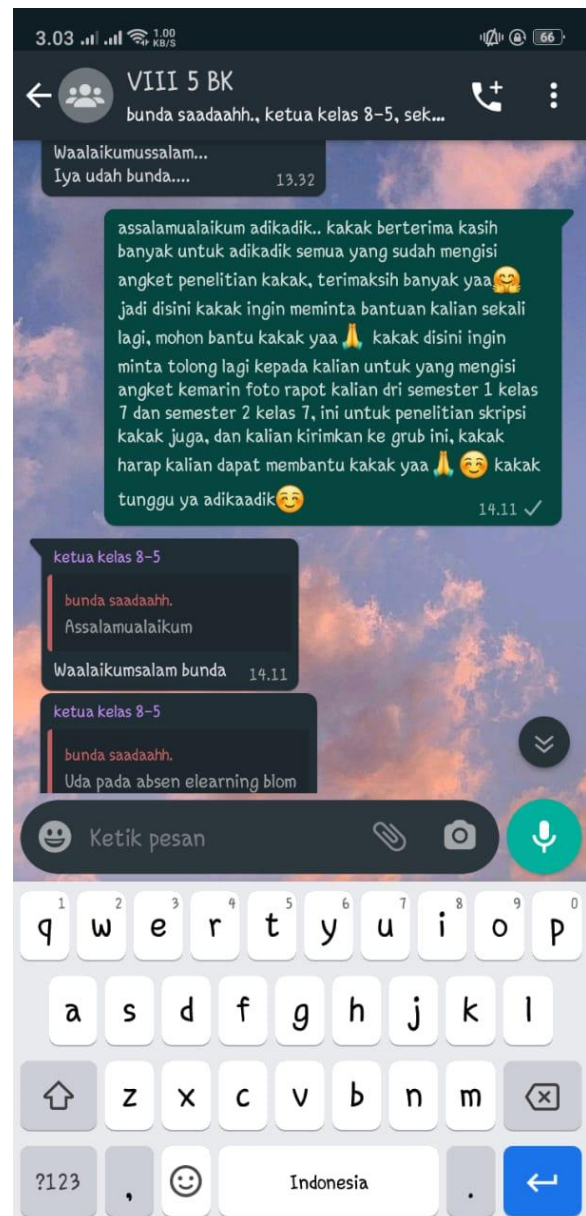 3.03 1.00 KB/S 66
VIII 5 BK
bunda saadaahh., ketua kelas 8-5, sek...
Waalaikumussalam...
Iya udah bunda.... 13.32
assalamualaikum adikadik.. kakak berterima kasih
banyak untuk adikadik semua yang sudah mengisi
angket penelitian kakak, terimaksih banyak yaa🤗
jadi disini kakak ingin meminta bantuan kalian sekali
lagi, mohon bantu kakak yaa 🙏 kakak disini ingin
minta tolong lagi kepada kalian untuk yang mengisi
angket kemarin foto rapot kalian dri semester 1 kelas
7 dan semester 2 kelas 7, ini untuk penelitian skripsi
kakak juga, dan kalian kirimkan ke grub ini, kakak
harap kalian dapat membantu kakak yaa 🙏 ☺️ kakak
tunggu ya adikaadik☺️ 14.11
ketua kelas 8-5
bunda saadaahh.
Assalamualaikum
Waalaikumsalam bunda 14.11
ketua kelas 8-5
bunda saadaahh.
Uda pada absen elearning blom
Ketik pesan
1 2 3 4 5 6 7 8 9 0
q w e r t y u i o p
a s d f g h j k l
z x c v b n m
?123 , Indonesia .